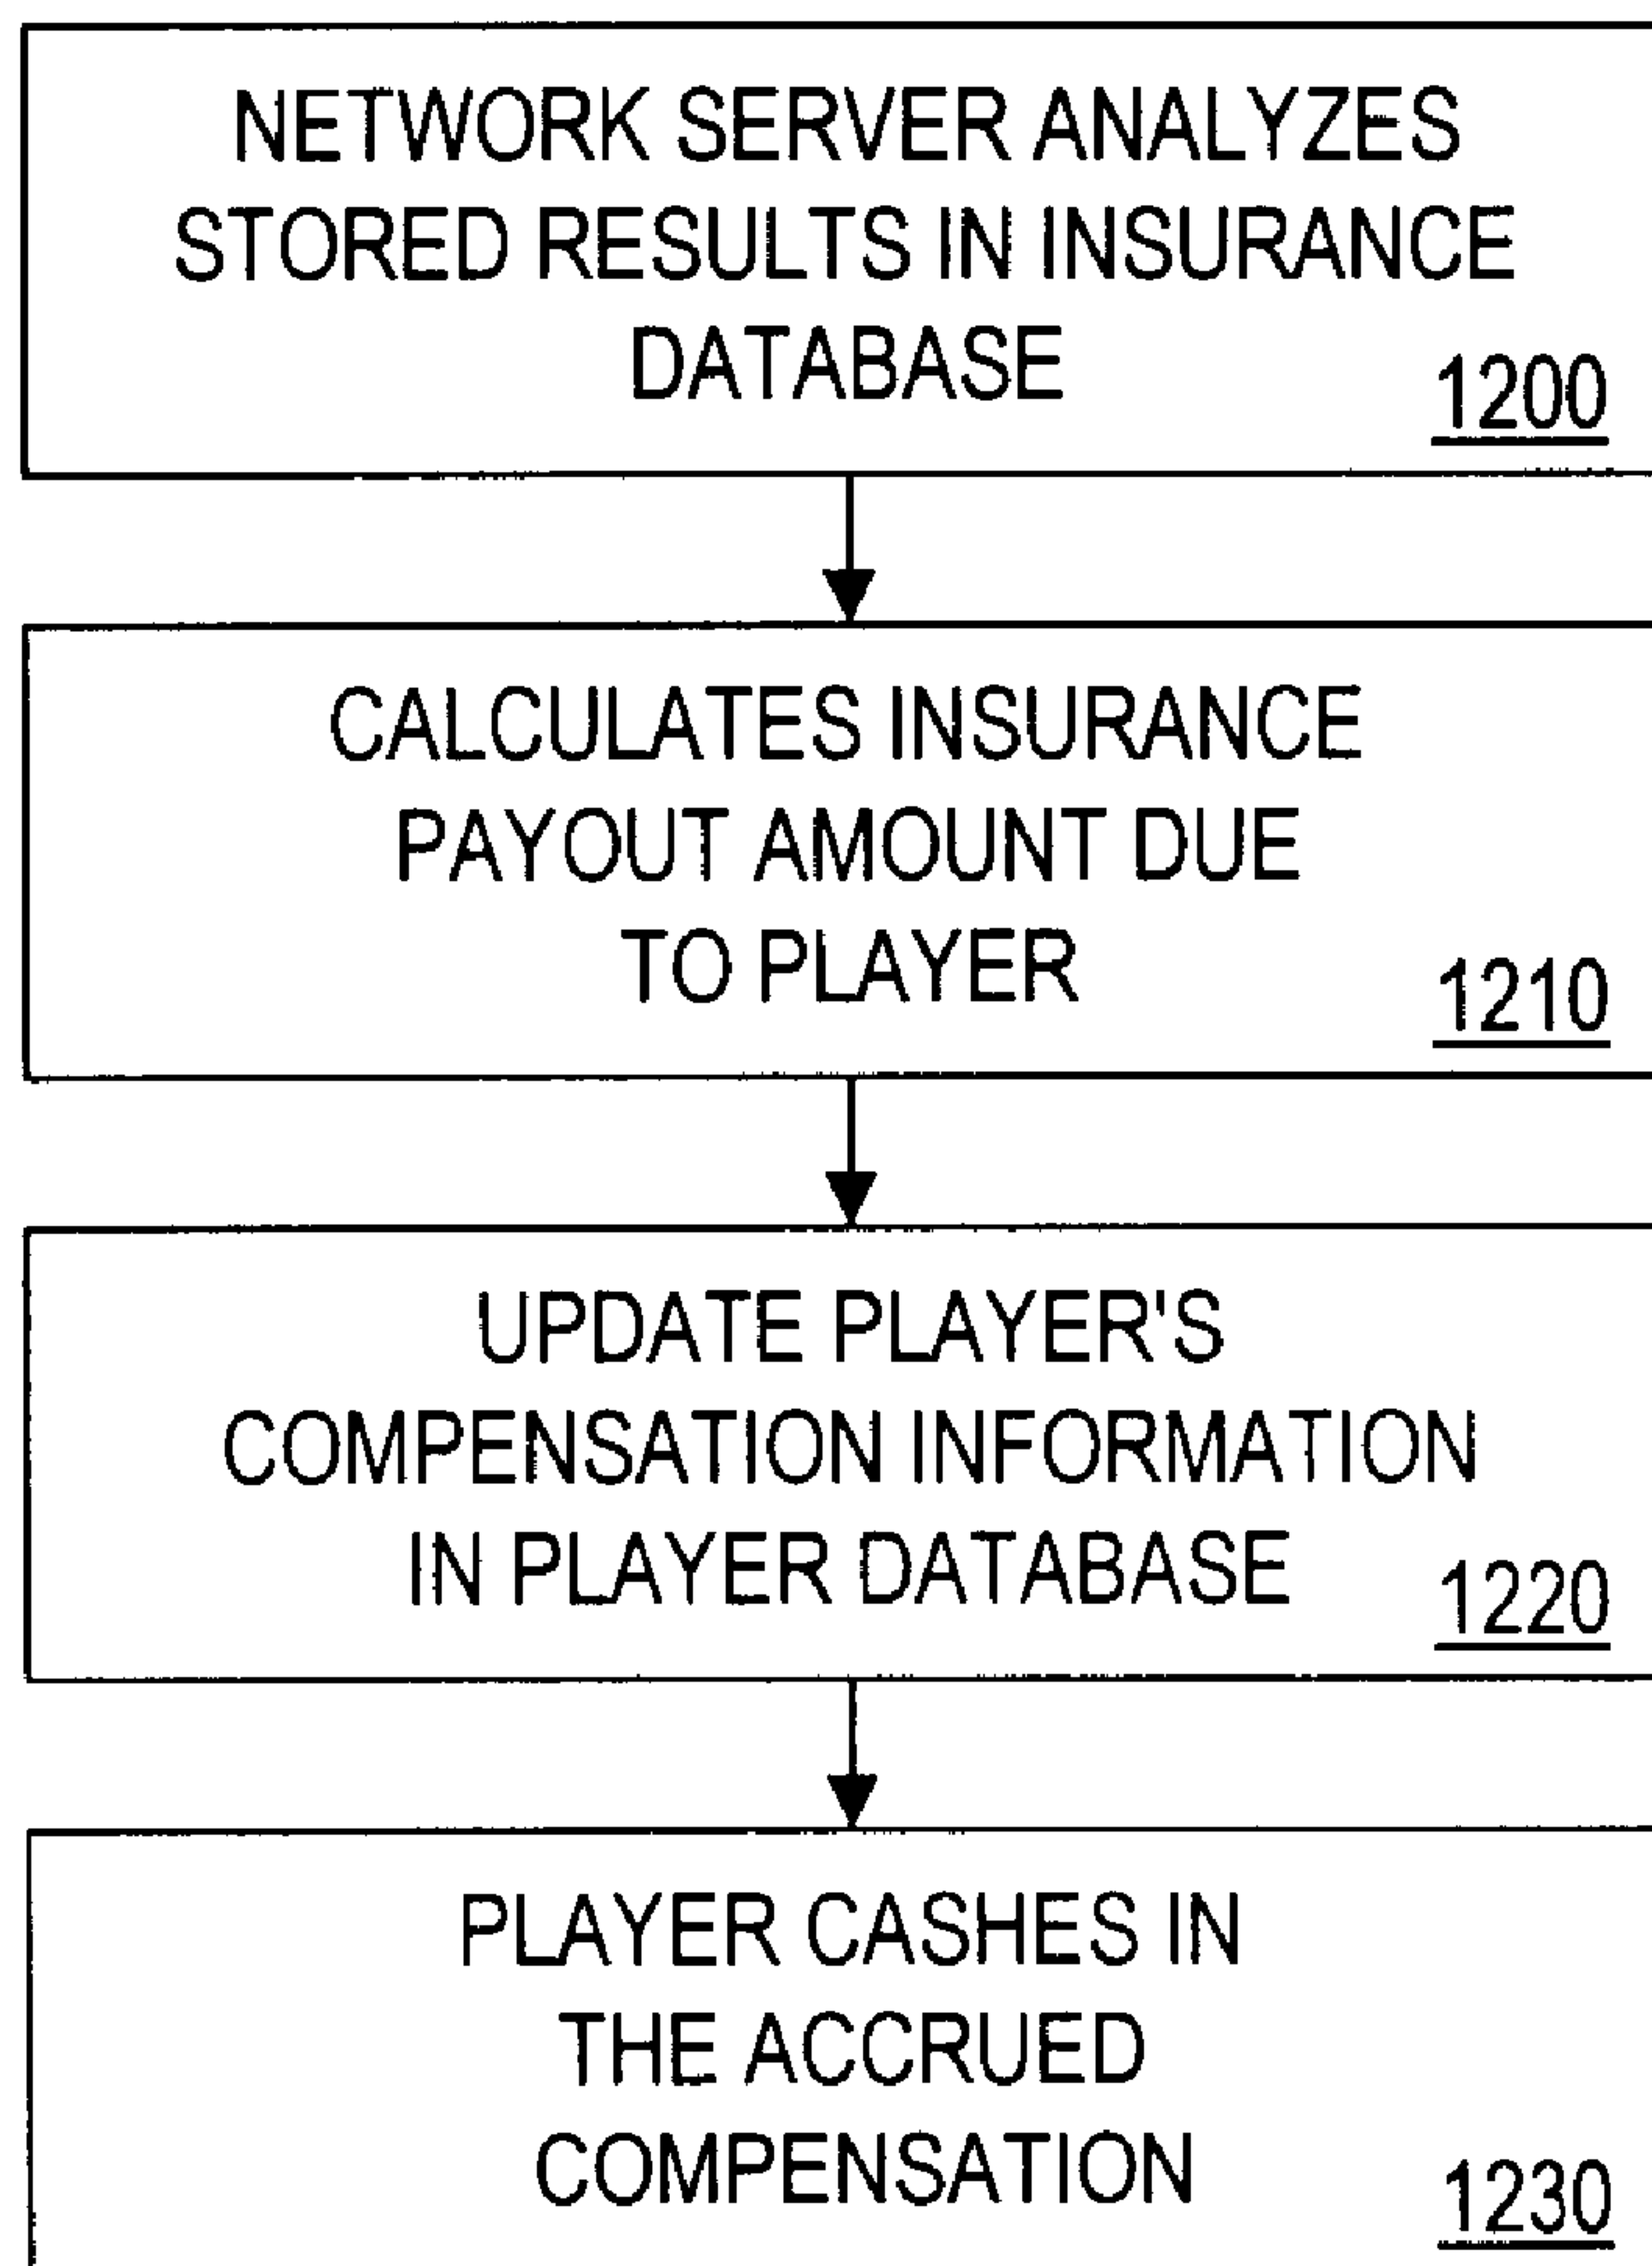 NETWORK SERVER ANALYZES
STORED RESULTS IN INSURANCE
DATABASE
1200
CALCULATES INSURANCE
PAYOUT AMOUNT DUE
TO PLAYER
1210
UPDATE PLAYER'S
COMPENSATION INFORMATION
IN PLAYER DATABASE
1220
PLAYER CASHES IN
THE ACCRUED
COMPENSATION
1230